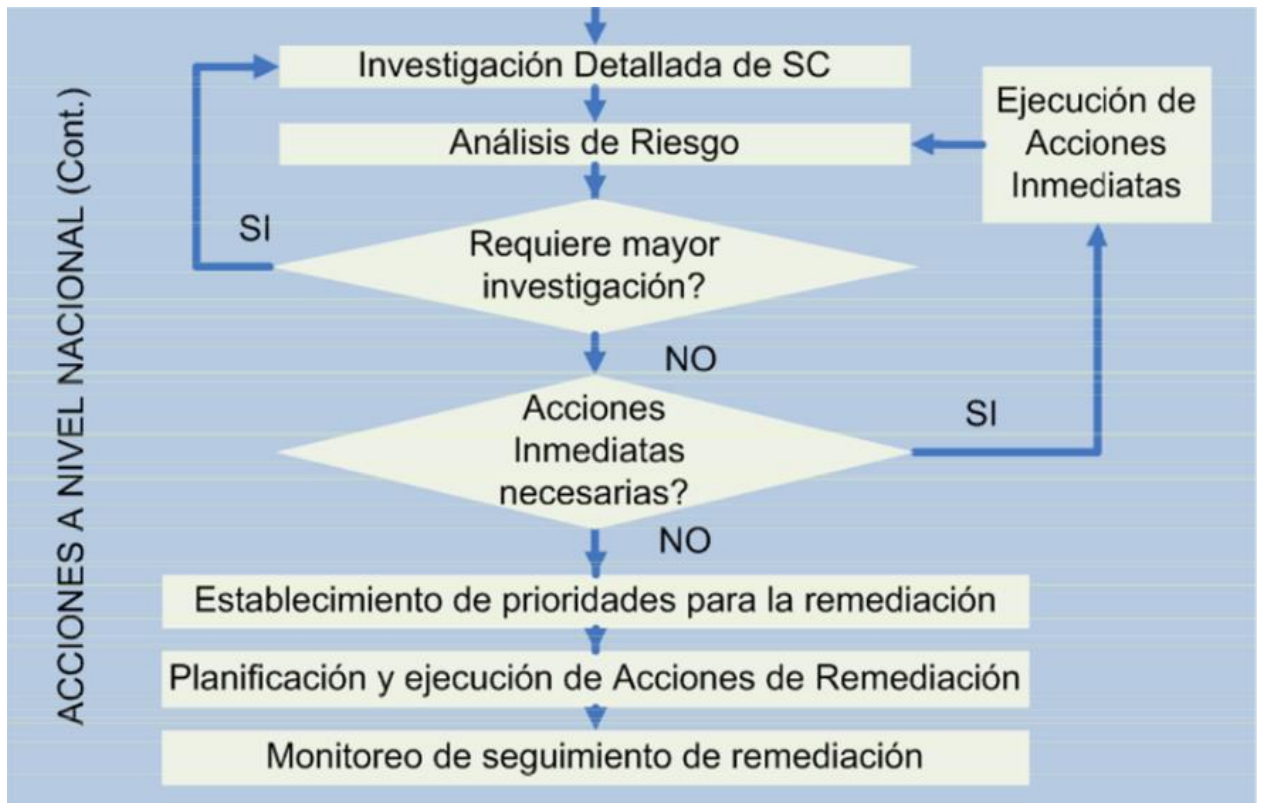 ACCIONES A NIVEL NACIONAL (Cont.)
Investigación Detallada de SC
Análisis de Riesgo
Ejecución de
Acciones
Inmediatas
SI
Requiere mayor
investigación?
NO
Acciones
Inmediatas
necesarias?
SI
NO
Establecimiento de prioridades para la remediación
Planificación y ejecución de Acciones de Remediación
Monitoreo de seguimiento de remediación